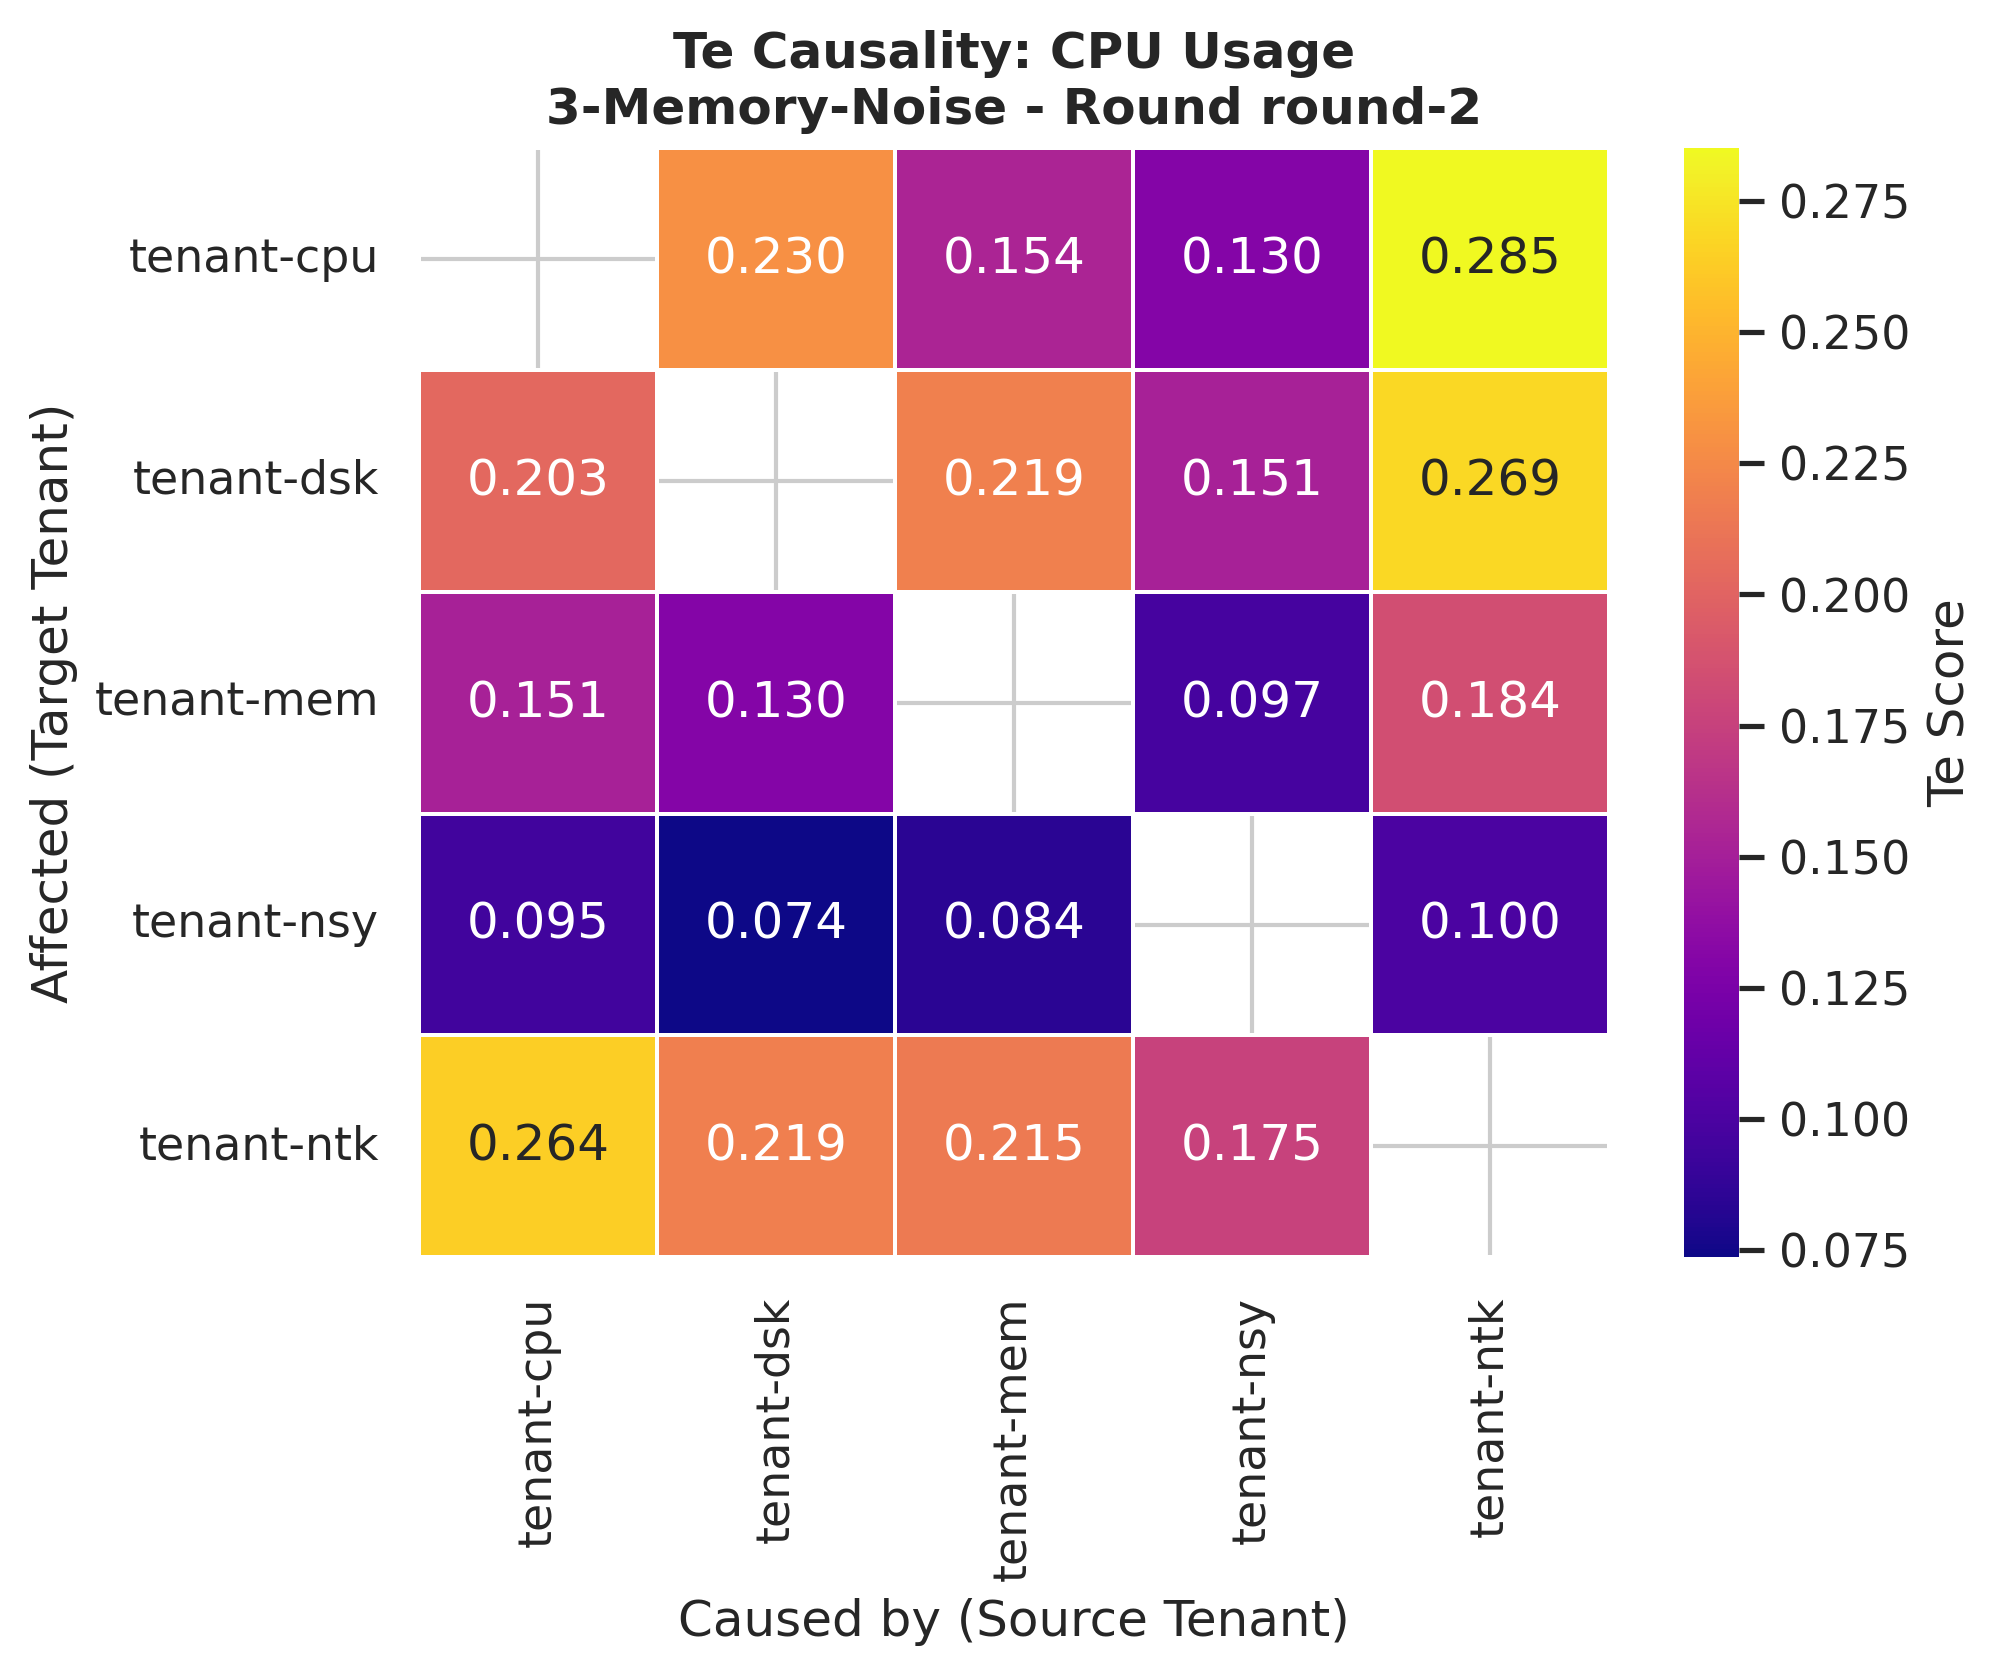 Te Causality: CPU Usage
3-Memory-Noise - Round round-2
Affected (Target Tenant)
tenant-cpu 0.230 0.154 0.130 0.285
tenant-dsk 0.203 0.219 0.151 0.269
tenant-mem 0.151 0.130 0.097 0.184
tenant-nsy 0.095 0.074 0.084 0.100
tenant-ntk 0.264 0.219 0.215 0.175
tenant-cpu
tenant-dsk
tenant-mem
tenant-nsy
tenant-ntk
Caused by (Source Tenant)
0.275
0.250
0.225
0.200
0.175
0.150
0.125
0.100
0.075
Te Score